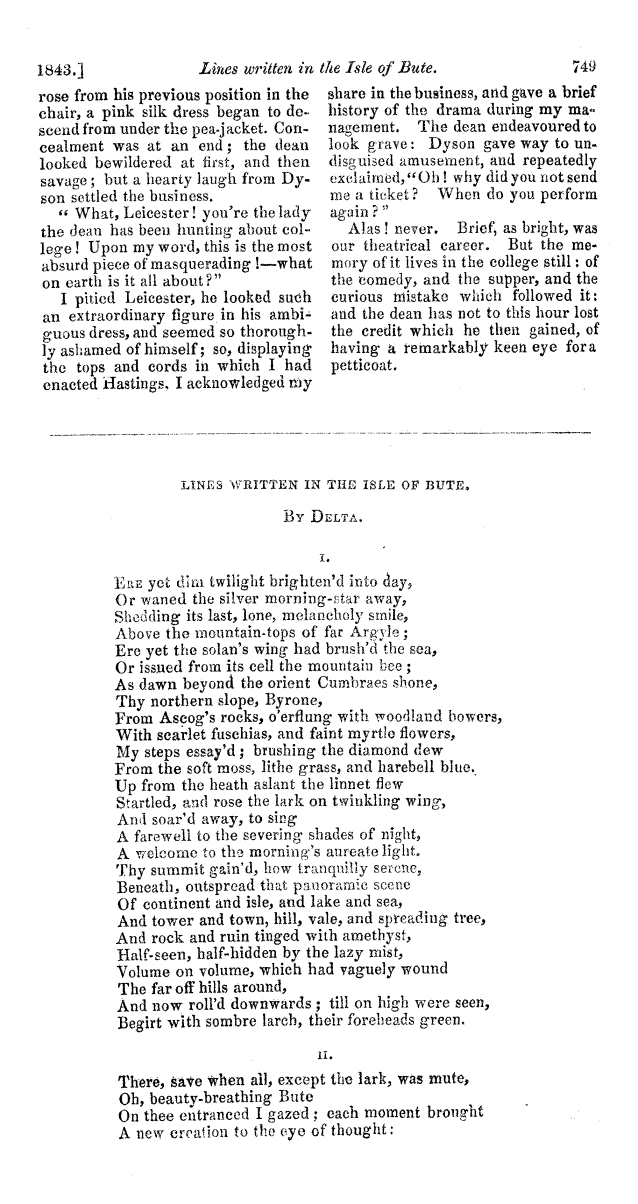 1843.] Lines written in the Isle of Bute. 749
rose from his previous position in the
chair, a pink silk dress began to de-
scend from under the pea-jacket. Con-
cealment was at an end; the dean
looked bewildered at first, and then
savage; but a hearty laugh from Dy-
son settled the business.
“ What, Leicester! you're the lady
the dean has been hunting about col-
lege! Upon my word, this is the most
absurd piece of masquerading!—what
on earth is it all about?”
I pitied Leicester, he looked such
an extraordinary figure in his ambi-
guous dress, and seemed so thorough-
ly ashamed of himself; so, displaying
the tops and cords in which I had
enacted Hastings, I acknowledged my
share in the business, and gave a brief
history of the drama during my ma-
nagement. The dean endeavoured to
look grave: Dyson gave way to un-
disguised amusement, and repeatedly
exclaimed, “Oh! why did you not send
me a ticket? When do you perform
again?”
Alas! never. Brief, as bright, was
our theatrical career. But the me-
mory of it lives in the college still: of
the comedy, and the supper, and the
curious mistake which followed it:
and the dean has not to this hour lost
the credit which he then gained, of
having a remarkably keen eye for a
petticoat.
LINES WRITTEN IN THE ISLE OF BUTE.
BY DELTA.
I.
ERE yet dim twilight brighten'd into day,
Or waned the silver morning-star away,
Shedding its last, lone, melancholy smile,
Above the mountain-tops of far Argyle;
Ere yet the solan's wing had brush'd the sea,
Or issued from its cell the mountain bee;
As dawn beyond the orient Cumbraes shone,
Thy northern slope, Byrone,
From Ascog's rocks, o'erflung with woodland bowers,
With scarlet fuschias, and faint myrtle flowers,
My steps essay'd; brushing the diamond dew
From the soft moss, lithe grass, and harebell blue.
Up from the heath aslant the linnet flew
Startled, and rose the lark on twinkling wing,
And soar'd away, to sing
A farewell to the severing shades of night,
A welcome to the morning's aureate light.
Thy summit gain'd, how tranquilly serene,
Beneath, outspread that panoramic scene
Of continent and isle, and lake and sea,
And tower and town, hill, vale, and spreading tree,
And rock and ruin tinged with amethyst,
Half-seen, half-hidden by the lazy mist,
Volume on volume, which had vaguely wound
The far off hills around,
And now roll'd downwards; till on high were seen,
Begirt with sombre larch, their foreheads green.
II.
There, save when all, except the lark, was mute,
Oh, beauty-breathing Bute
On thee entranced I gazed; each moment brought
A new creation to the eye of thought: